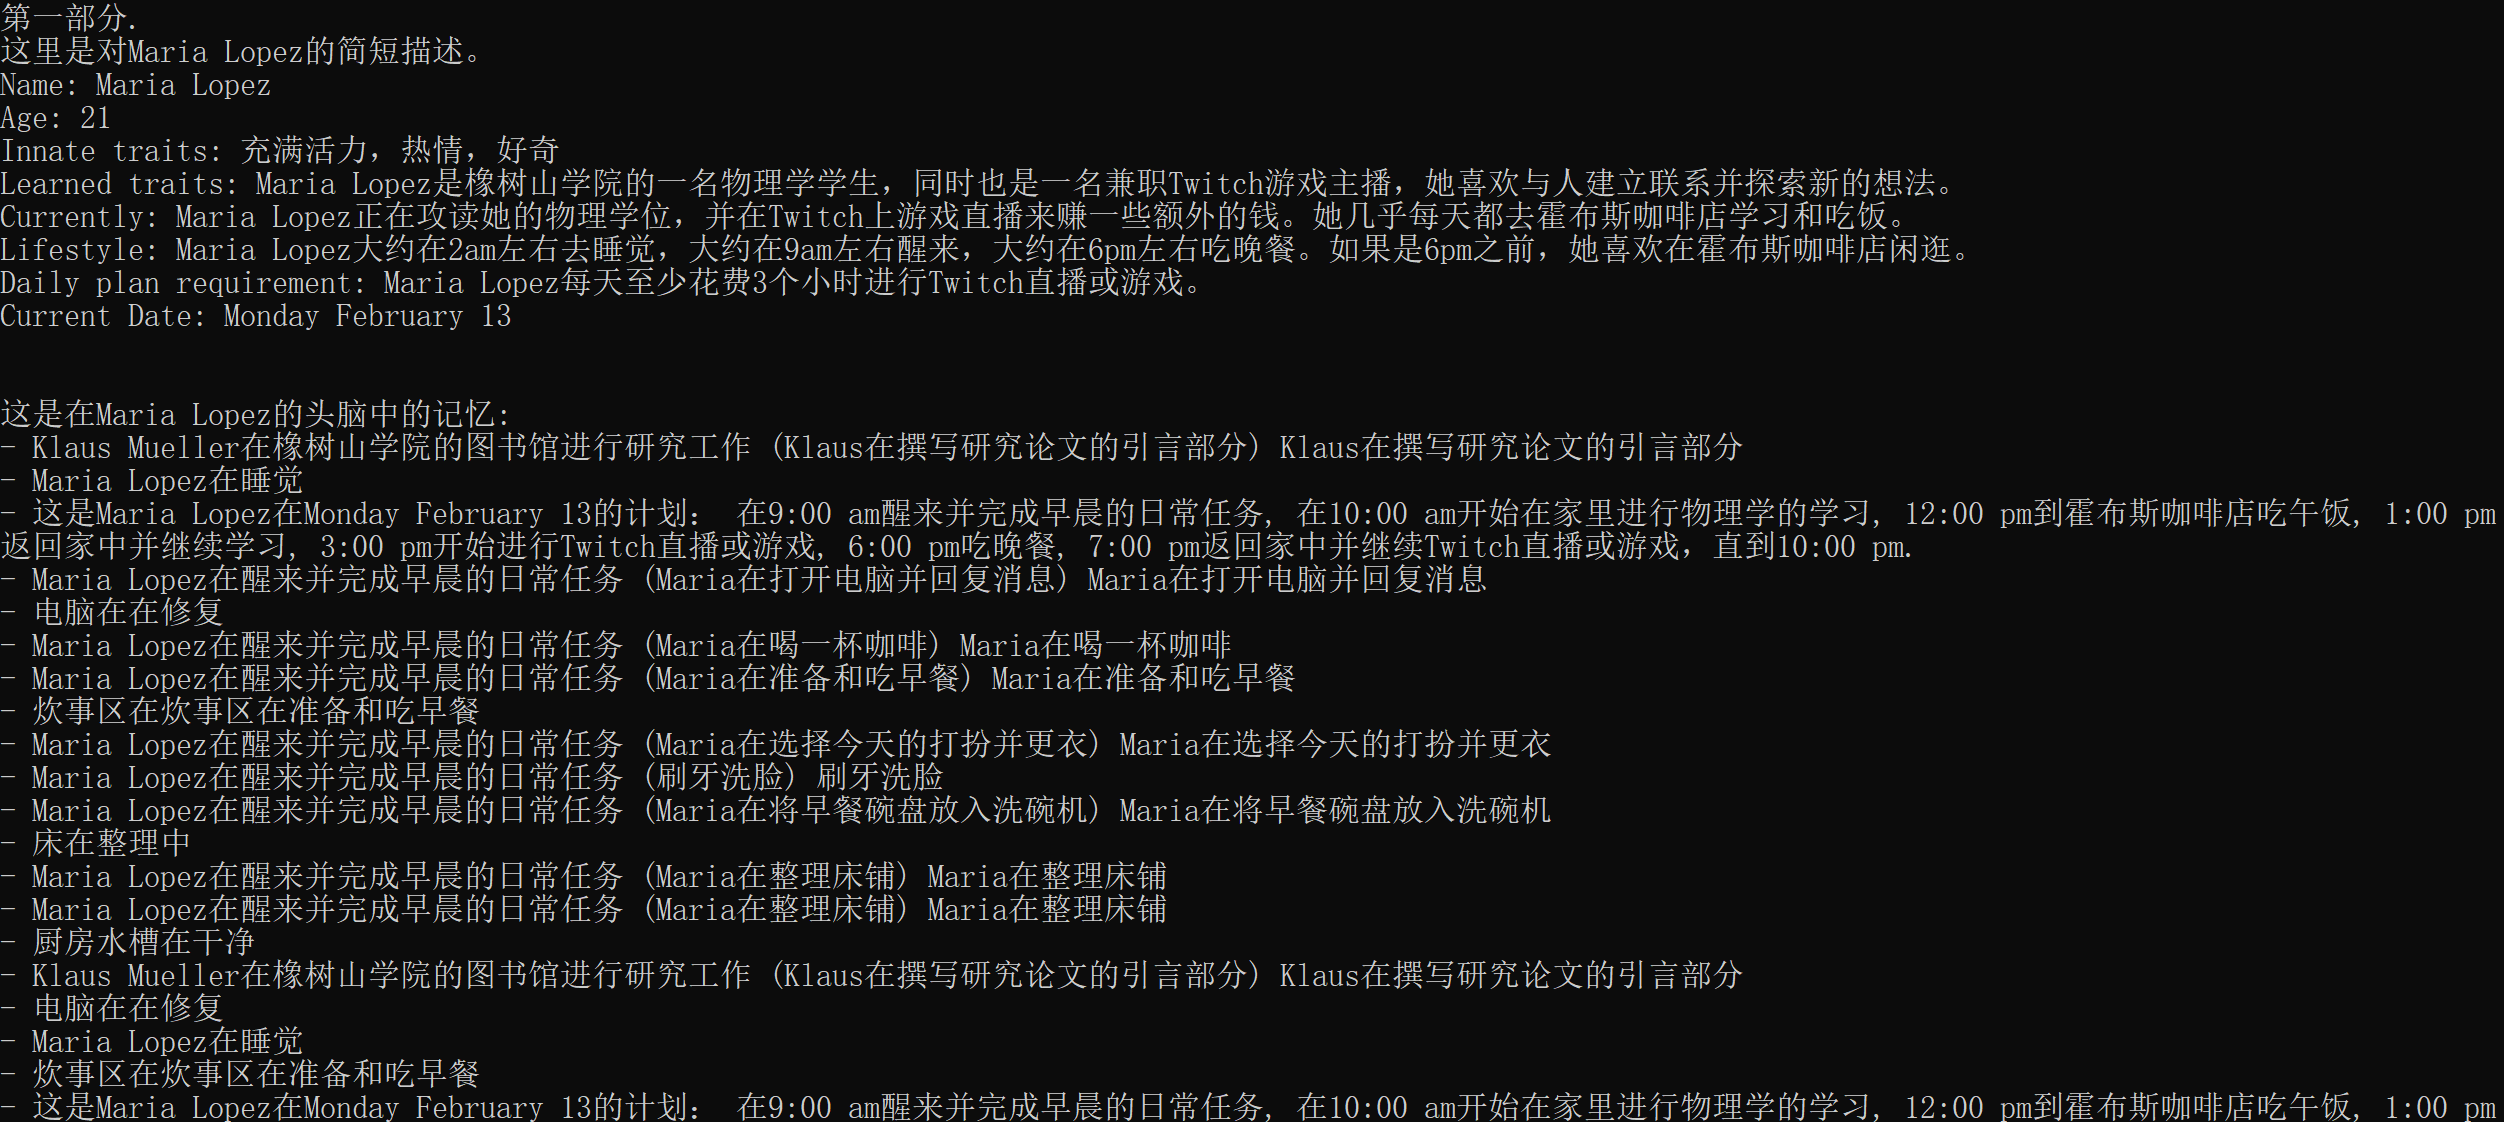 第一部分.
这里是对Maria Lopez的简短描述。
Name: Maria Lopez
Age: 21
Innate traits: 充满活力，热情，好奇
Learned traits: Maria Lopez是橡树山学院的一名物理学学生，同时也是一名兼职Twitch游戏主播，她喜欢与人建立联系并探索新的想法。
Currently: Maria Lopez正在攻读她的物理学位，并在Twitch上游戏直播来赚一些额外的钱。她几乎每天都去霍布斯咖啡店学习和吃饭。
Lifestyle: Maria Lopez大约在2am左右去睡觉，大约在9am左右醒来，大约在6pm左右吃晚餐。如果是6pm之前，她喜欢在霍布斯咖啡店闲逛。
Daily plan requirement: Maria Lopez每天至少花费3个小时进行Twitch直播或游戏。
Current Date: Monday February 13
这是在Maria Lopez的头脑中的记忆:
- Klaus Mueller在橡树山学院的图书馆进行研究工作 (Klaus在撰写研究论文的引言部分) Klaus在撰写研究论文的引言部分
- Maria Lopez在睡觉
- 这是Maria Lopez在Monday February 13的计划： 在9:00 am醒来并完成早晨的日常任务, 在10:00 am开始在家里进行物理学的学习, 12:00 pm到霍布斯咖啡店吃午饭, 1:00 pm
返回家中并继续学习, 3:00 pm开始进行Twitch直播或游戏, 6:00 pm吃晚餐, 7:00 pm返回家中并继续Twitch直播或游戏，直到10:00 pm.
- Maria Lopez在醒来并完成早晨的日常任务 (Maria在打开电脑并回复消息) Maria在打开电脑并回复消息
- 电脑在在修复
- Maria Lopez在醒来并完成早晨的日常任务 (Maria在喝一杯咖啡) Maria在喝一杯咖啡
- Maria Lopez在醒来并完成早晨的日常任务 (Maria在准备和吃早餐) Maria在准备和吃早餐
- 炊事区在炊事区在准备和吃早餐
- Maria Lopez在醒来并完成早晨的日常任务 (Maria在选择今天的打扮并更衣) Maria在选择今天的打扮并更衣
- Maria Lopez在醒来并完成早晨的日常任务 (刷牙洗脸) 刷牙洗脸
- Maria Lopez在醒来并完成早晨的日常任务 (Maria在将早餐碗盘放入洗碗机) Maria在将早餐碗盘放入洗碗机
- 床在整理中
- Maria Lopez在醒来并完成早晨的日常任务 (Maria在整理床铺) Maria在整理床铺
- Maria Lopez在醒来并完成早晨的日常任务 (Maria在整理床铺) Maria在整理床铺
- 厨房水槽在干净
- Klaus Mueller在橡树山学院的图书馆进行研究工作 (Klaus在撰写研究论文的引言部分) Klaus在撰写研究论文的引言部分
- 电脑在在修复
- Maria Lopez在睡觉
- 炊事区在炊事区在准备和吃早餐
- 这是Maria Lopez在Monday February 13的计划： 在9:00 am醒来并完成早晨的日常任务, 在10:00 am开始在家里进行物理学的学习, 12:00 pm到霍布斯咖啡店吃午饭, 1:00 pm